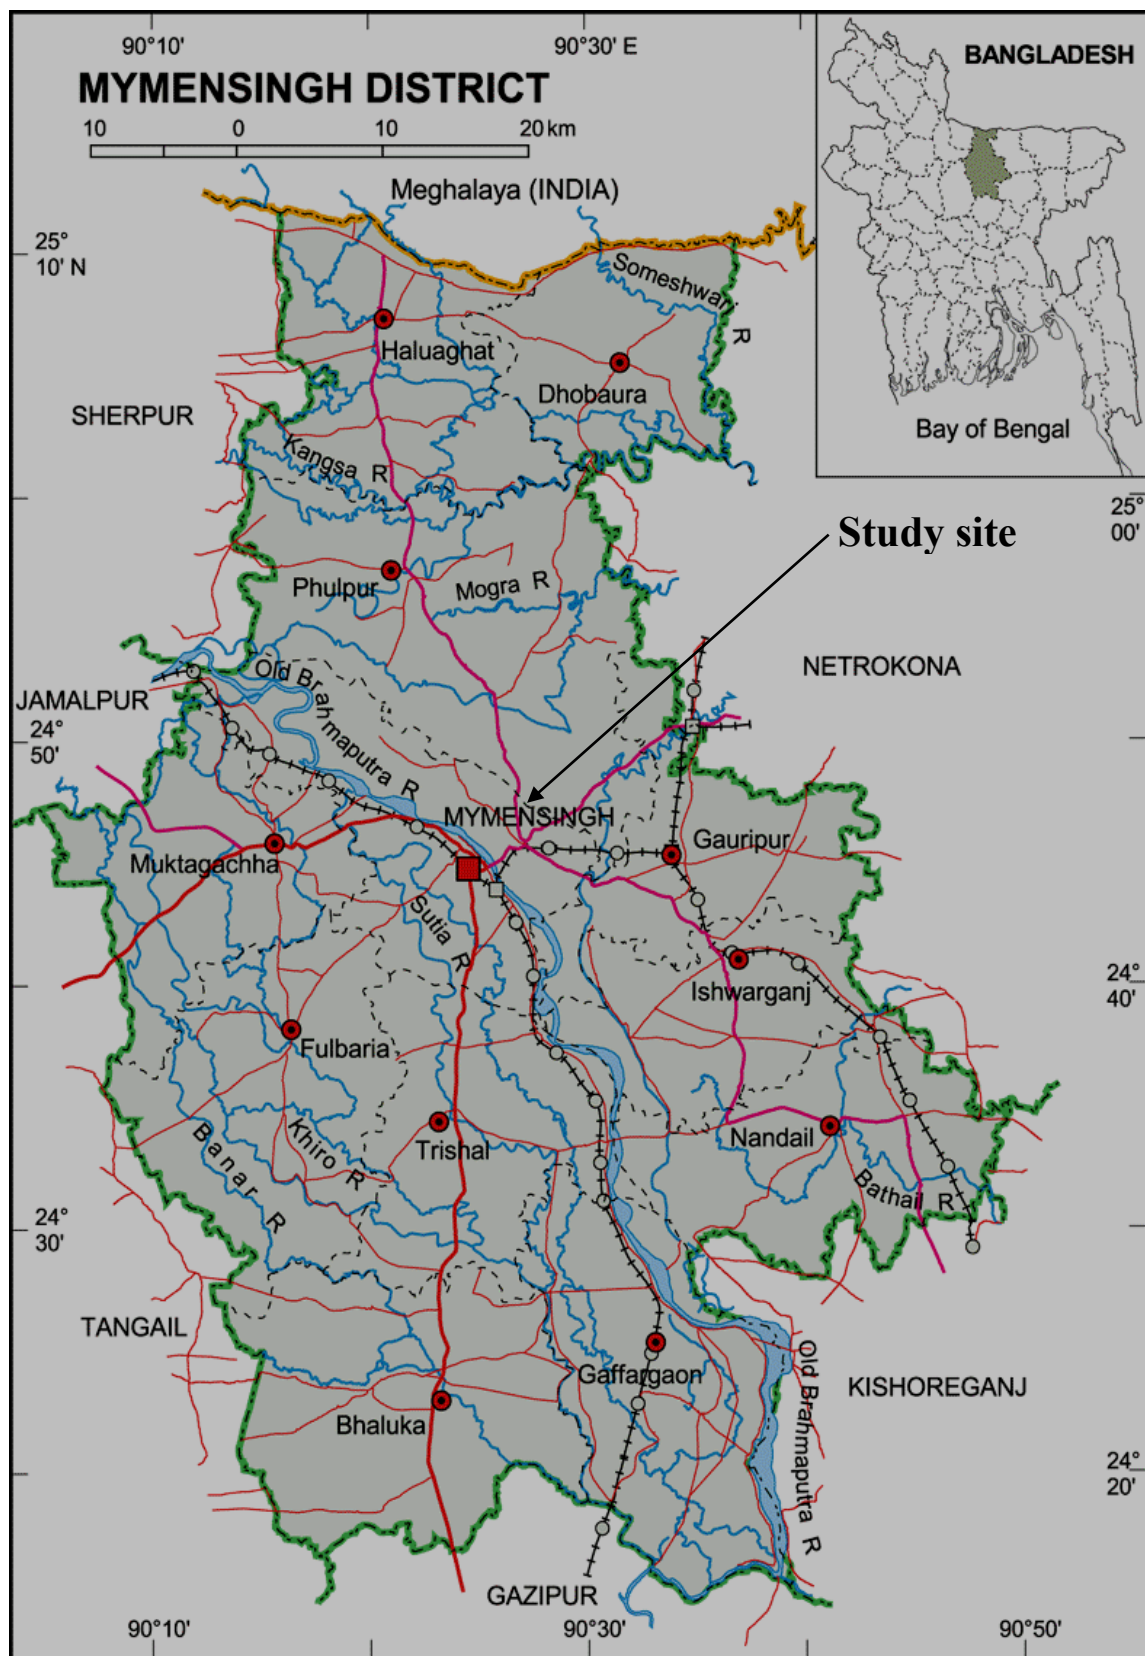 90°10'
90°30' E
MYMENSINGH DISTRICT
10 0 10 20 km
BANGLADESH
Bay of Bengal
Meghalaya (INDIA)
25°
10' N
Someshwari R
Haluaghat
Dhobaura
SHERPUR
Kangsa R
25°
00'
Study site
Phulpur
Mogra R
NETROKONA
Old Brahmaputra R
JAMALPUR
24°
50'
MYMENSINGH
Gauripur
Muktagachha
Sutia R
Ishwarganj
24°
40'
Fulbaria
Khiro R
Banar R
Trishal
Nandail
Bathail R
24°
30'
TANGAIL
Gaffargaon
Old Brahmaputra R
KISHOREGANJ
Bhaluka
24°
20'
GAZIPUR
90°10'
90°30'
90°50'